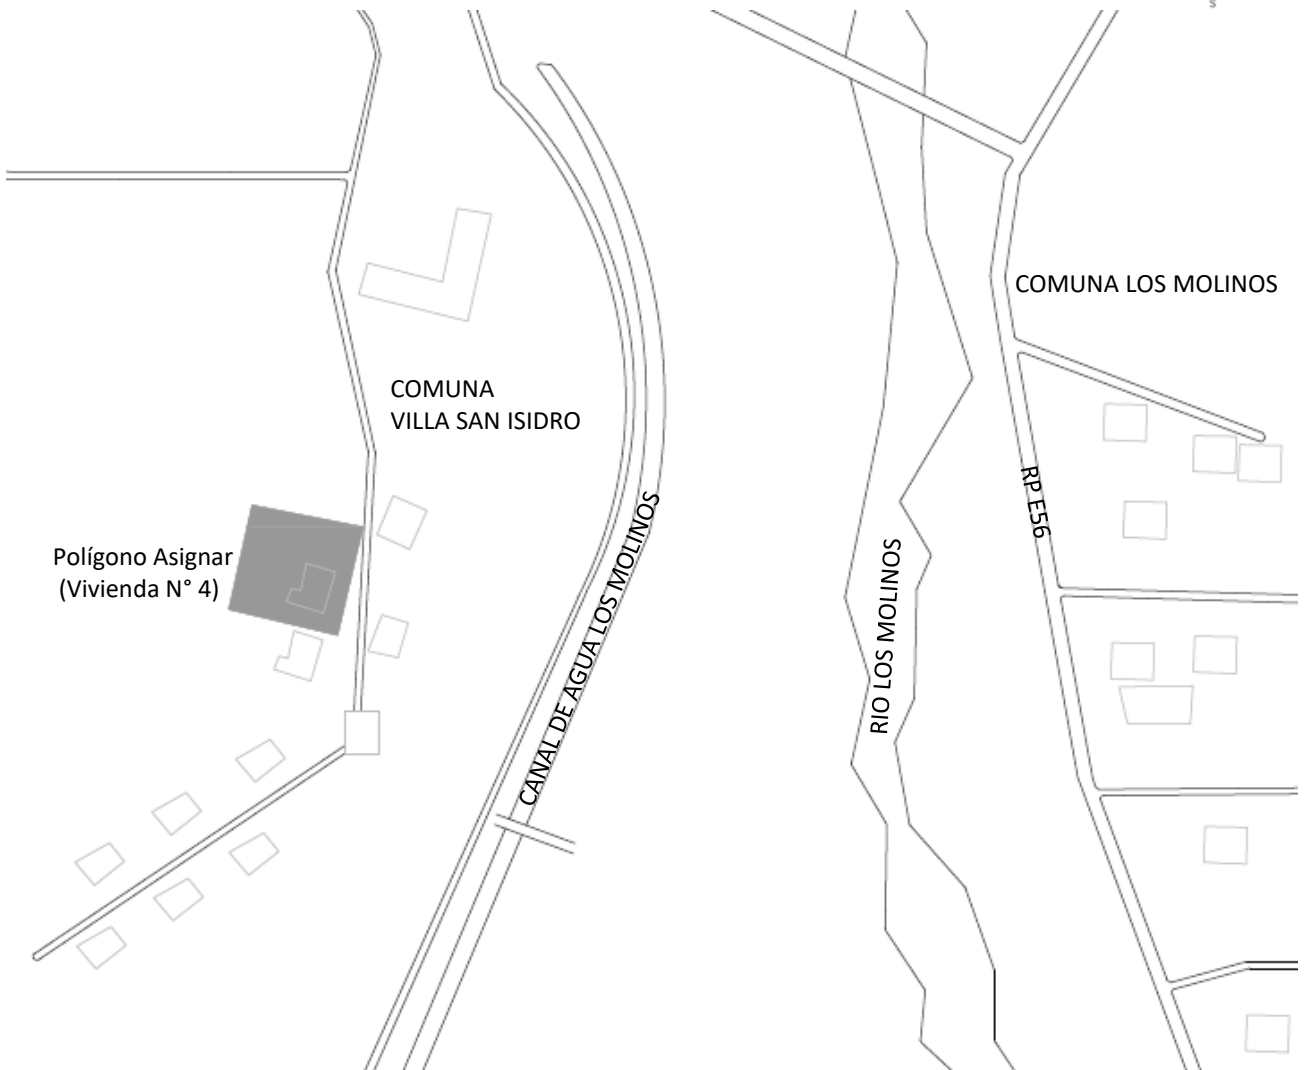 S
COMUNA LOS MOLINOS
COMUNA
VILLA SAN ISIDRO
RP E56
CANAL DE AGUA LOS MOLINOS
Polígono Asignar
(Vivienda N° 4)
RIO LOS MOLINOS